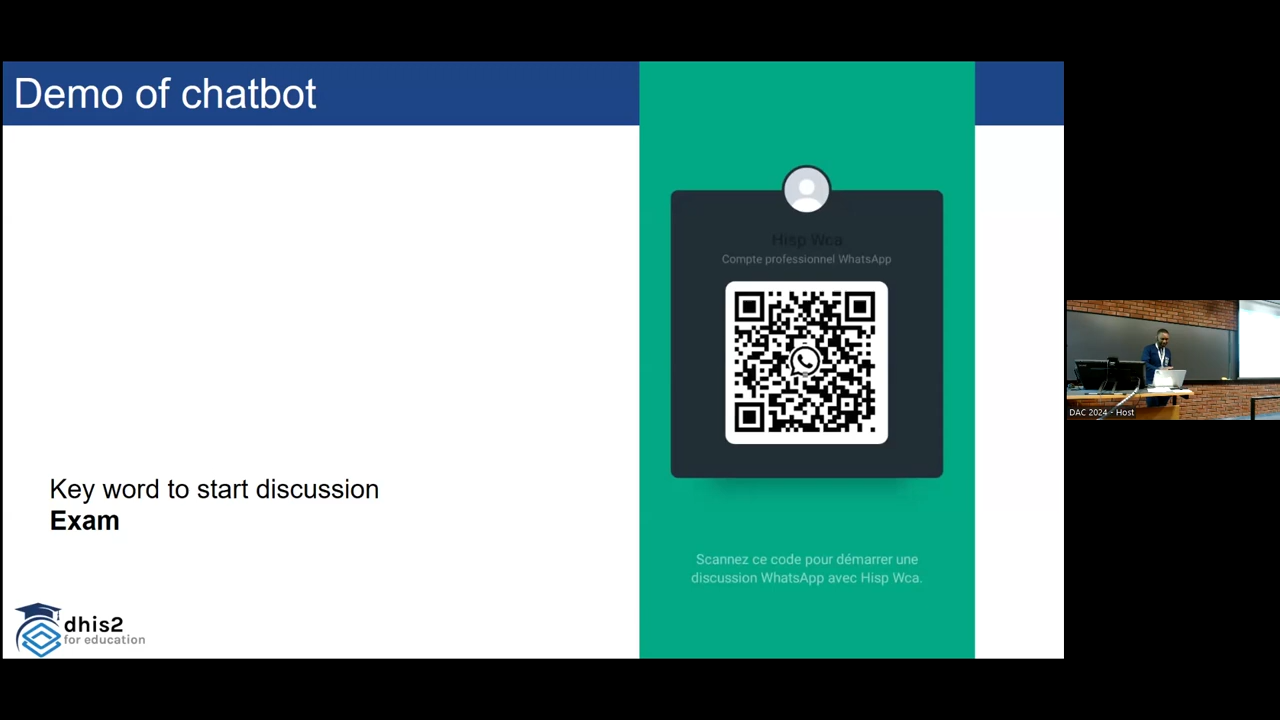 Demo of chatbot
Hisp Wca
Compte professionnel WhatsApp
Scannez ce code pour démarrer une
discussion WhatsApp avec Hisp Wca.
Key word to start discussion
Exam
dhis2
for education
DAC 2024 - Host